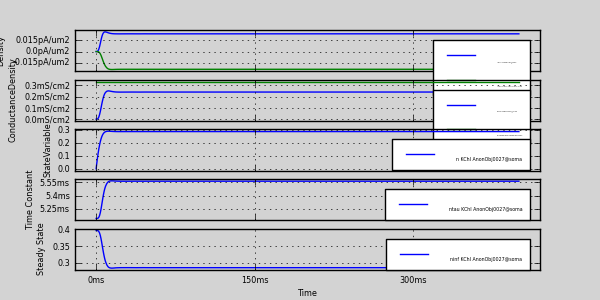 Density
0.015pA/um2
0.0pA/um2
0.015pA/um2
ConductanceDensity
0.3mS/cm2
0.2mS/cm2
0.1mS/cm2
0.0mS/cm2
StateVariable
0.3
0.2
0.1
0.0
n KChl AnonObj0027@soma
Time Constant
5.55ms
5.4ms
5.25ms
ntau KChl AnonObj0027@soma
Steady State
0.4
0.35
0.3
ninf KChl AnonObj0027@soma
0ms
150ms
300ms
Time